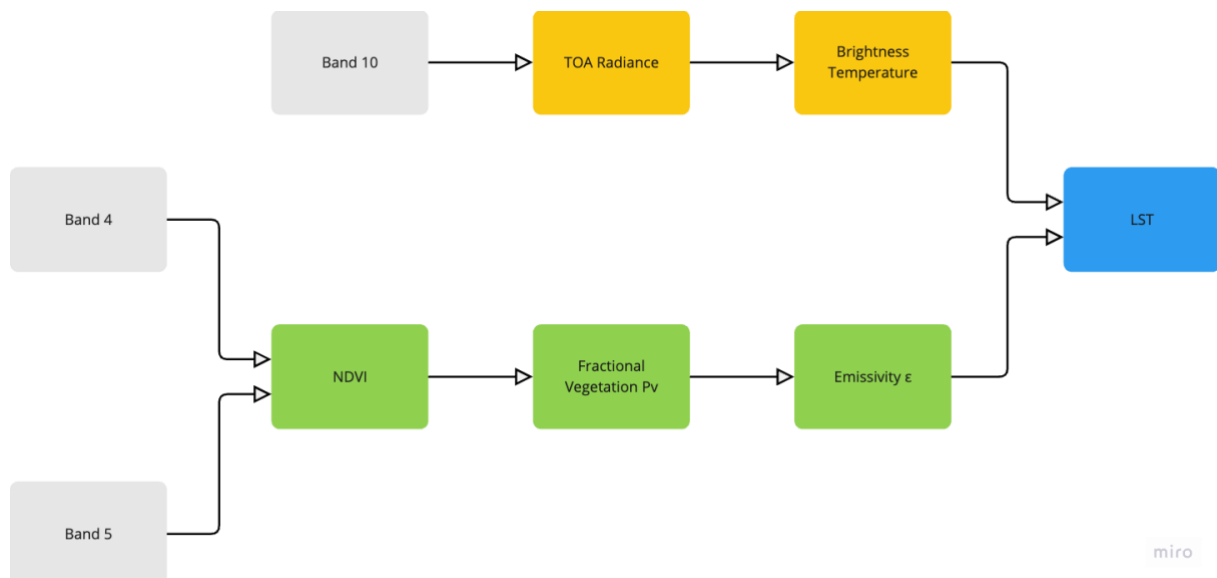 Band 10
TOA Radiance
Brightness
Temperature
Band 4
LST
NDVI
Fractional
Vegetation Pv
Emissivity ε
Band 5
miro